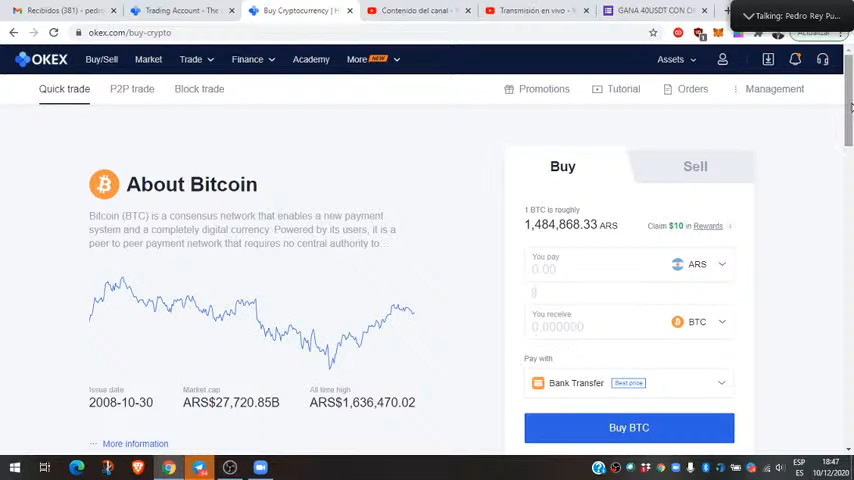 Recibidos (381) - pedro
Trading Account - The L
Buy Cryptocurrency | H
Contenido del canal - Y
Transmisión en vivo - Y
GANA 40USDT CON O
Talking: Pedro Rey Pu...
okex.com/buy-crypto
Actualizar
OKEX
Buy/Sell
Market
Trade
Finance
Academy
More NEW
Assets
Quick trade
P2P trade
Block trade
Promotions
Tutorial
Orders
Management
About Bitcoin
Bitcoin (BTC) is a consensus network that enables a new payment
system and a completely digital currency. Powered by its users, it is a
peer to peer payment network that requires no central authority to...
Issue date
2008-10-30
Market cap
ARS$27,720.85B
All time high
ARS$1,636,470.02
More information
Buy
Sell
1 BTC is roughly
1,484,868.33 ARS
Claim $10 in Rewards
You pay
0.00
ARS
You receive
0.000000
BTC
Pay with
Bank Transfer
Best price
Buy BTC
ESP
ES
18:47
10/12/2020